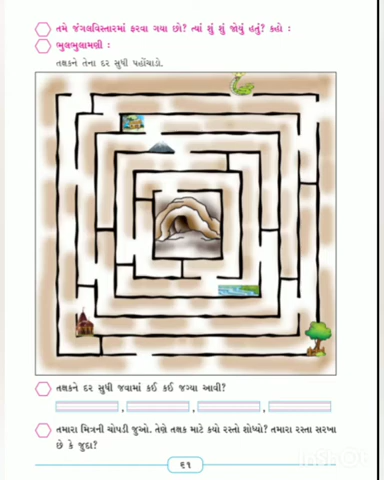 તમે જંગલવિસ્તારમાં ફરવા ગયા છો? ત્યાં શું શું જોયું હતું? કહો :
ભુલભુલામણી :
તક્ષકને તેના દર સુધી પહોંચાડો.
તક્ષકને દર સુધી જવામાં કઈ કઈ જગ્યા આવી?
તમારા મિત્રની ચોપડી જુઓ. તેણે તક્ષક માટે કયો રસ્તો શોધ્યો? તમારા રસ્તા સરખા
છે કે જુદા?
૬૧
InShOt